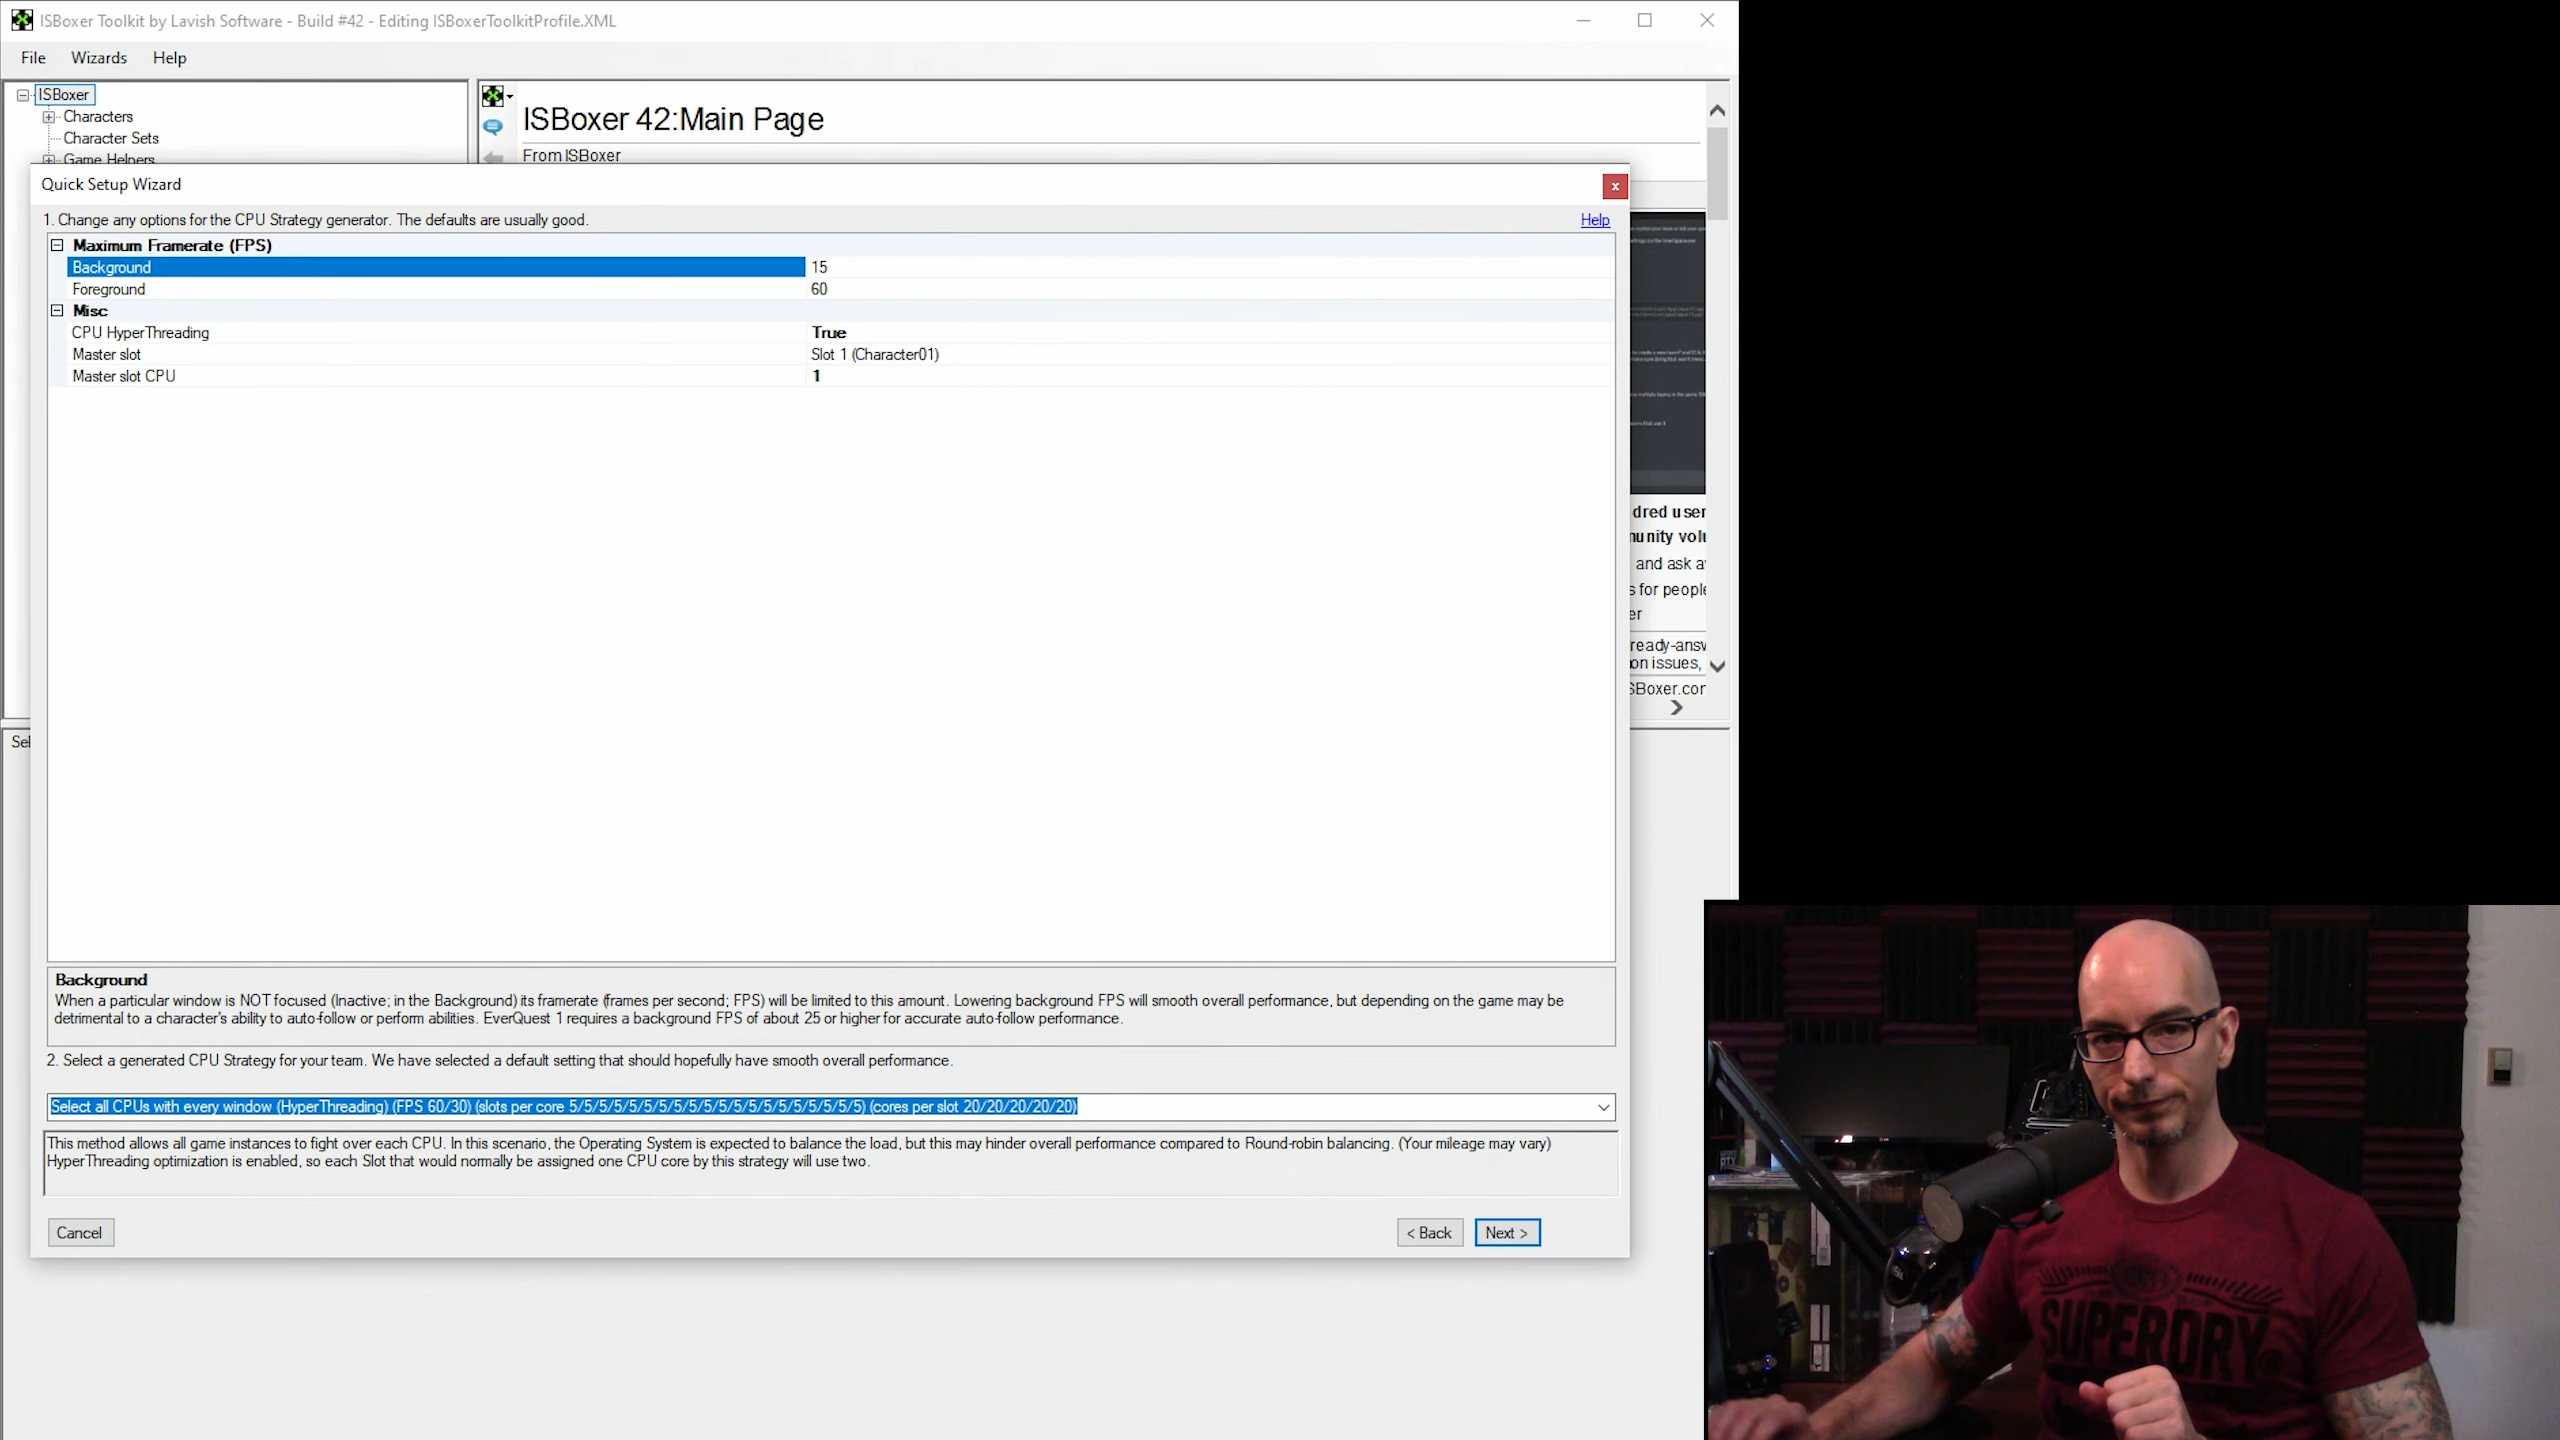 ISBoxer Toolkit by Lavish Software - Build #42 - Editing ISBoxerToolkitProfile.XML
File Wizards Help
ISBoxer
Characters
Character Sets
Game Helpers
ISBoxer 42:Main Page
From ISBoxer
Quick Setup Wizard
1. Change any options for the CPU Strategy generator. The defaults are usually good.
Help
Maximum Framerate (FPS)
Background 15
Foreground 60
Misc
CPU HyperThreading True
Master slot Slot 1 (Character01)
Master slot CPU 1
dred user
nunity volu
and ask a
s for people
er
ready-answ
on issues,
SBoxer.cor
Sel
Background
When a particular window is NOT focused (Inactive; in the Background) its framerate (frames per second; FPS) will be limited to this amount. Lowering background FPS will smooth overall performance, but depending on the game may be
detrimental to a character's ability to auto-follow or perform abilities. EverQuest 1 requires a background FPS of about 25 or higher for accurate auto-follow performance.
2. Select a generated CPU Strategy for your team. We have selected a default setting that should hopefully have smooth overall performance.
Select all CPUs with every window (HyperThreading) (FPS 60/30) (slots per core 5/5/5/5/5/5/5/5/5/5/5/5/5/5/5/5/5/5/5/5) (cores per slot 20/20/20/20/20)
This method allows all game instances to fight over each CPU. In this scenario, the Operating System is expected to balance the load, but this may hinder overall performance compared to Round-robin balancing. (Your mileage may vary)
HyperThreading optimization is enabled, so each Slot that would normally be assigned one CPU core by this strategy will use two.
Cancel
< Back
Next >
SUPERDRY